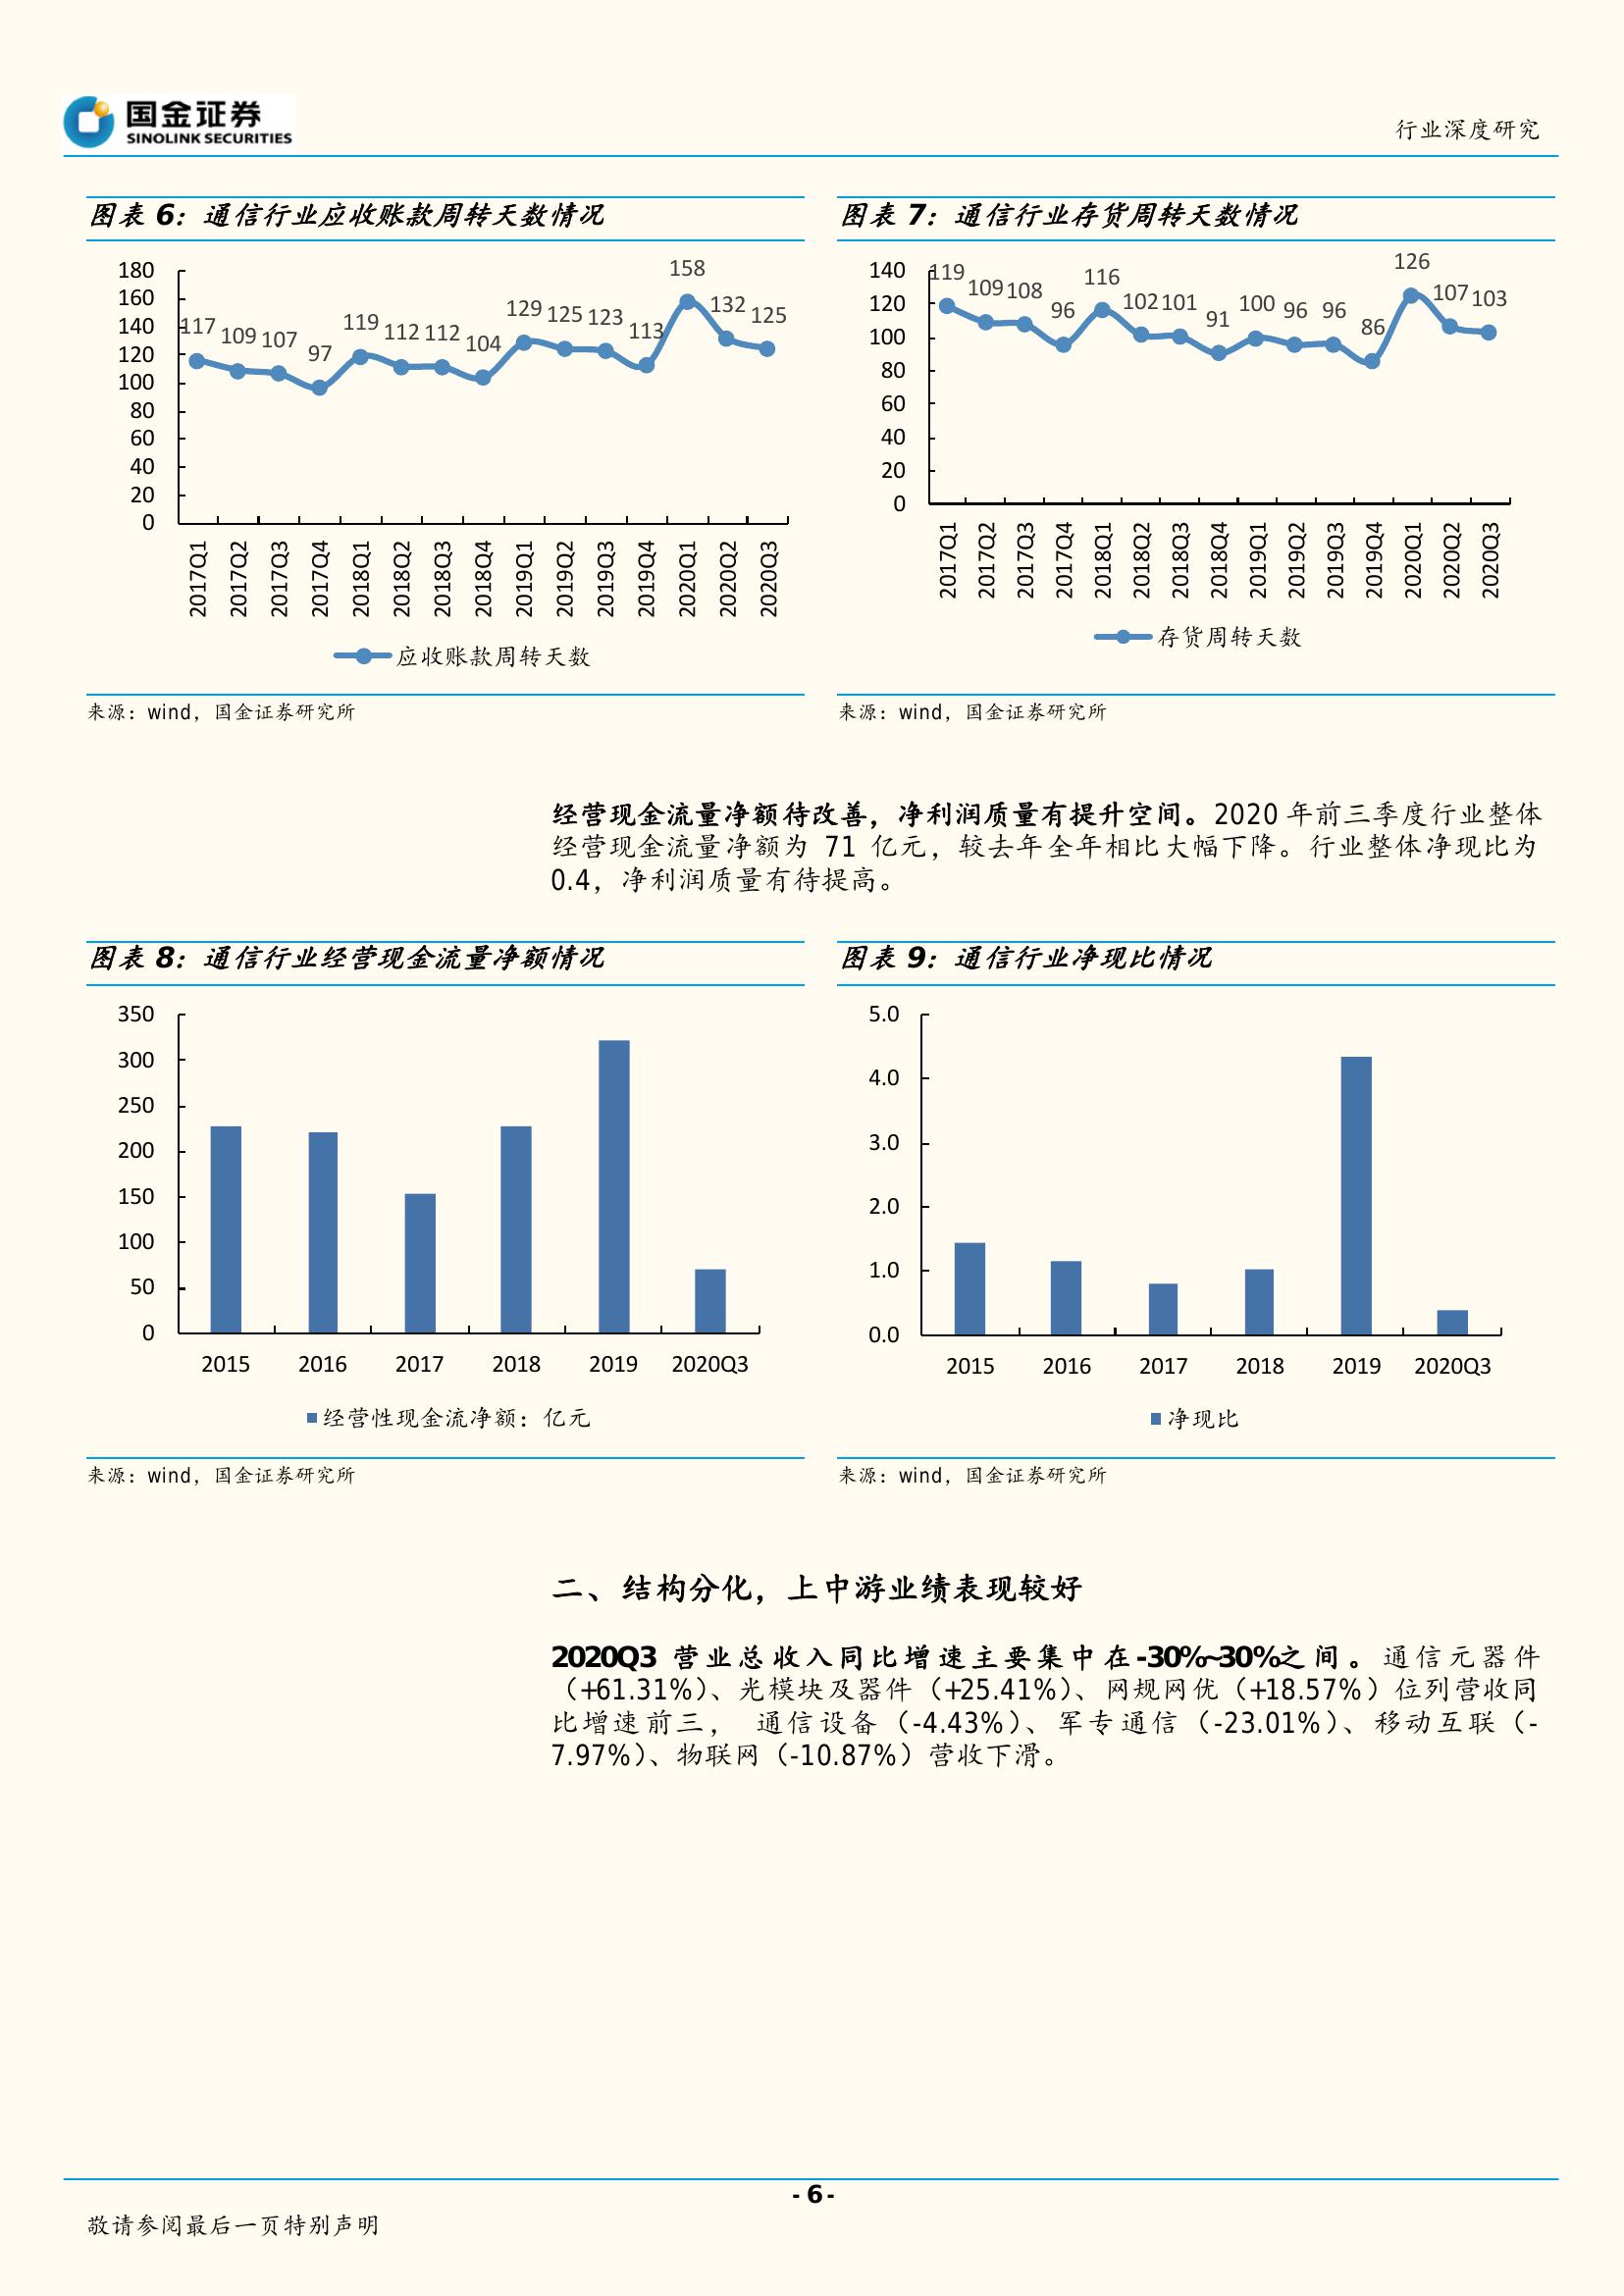 国金证券
SINOLINK SECURITIES
行业深度研究
图表 6：通信行业应收账款周转天数情况
180
160
140
120
100
80
60
40
20
0
117 109 107 97 119 112 112 104 129 125 123 113 158 132 125
2017Q1 2017Q2 2017Q3 2017Q4 2018Q1 2018Q2 2018Q3 2018Q4 2019Q1 2019Q2 2019Q3 2019Q4 2020Q1 2020Q2 2020Q3
应收账款周转天数
来源：wind，国金证券研究所
图表 7：通信行业存货周转天数情况
140
120
100
80
60
40
20
0
119 109 108 96 116 102 101 91 100 96 96 86 126 107 103
2017Q1 2017Q2 2017Q3 2017Q4 2018Q1 2018Q2 2018Q3 2018Q4 2019Q1 2019Q2 2019Q3 2019Q4 2020Q1 2020Q2 2020Q3
存货周转天数
来源：wind，国金证券研究所
经营现金流量净额待改善，净利润质量有提升空间。2020 年前三季度行业整体
经营现金流量净额为 71 亿元，较去年全年相比大幅下降。行业整体净现比为
0.4，净利润质量有待提高。
图表 8：通信行业经营现金流量净额情况
350
300
250
200
150
100
50
0
2015 2016 2017 2018 2019 2020Q3
经营性现金流净额：亿元
来源：wind，国金证券研究所
图表 9：通信行业净现比情况
5.0
4.0
3.0
2.0
1.0
0.0
2015 2016 2017 2018 2019 2020Q3
净现比
来源：wind，国金证券研究所
二、结构分化，上中游业绩表现较好
2020Q3 营业总收入同比增速主要集中在-30%~30%之间。通信元器件
（+61.31%）、光模块及器件（+25.41%）、网规网优（+18.57%）位列营收同
比增速前三， 通信设备（-4.43%）、军专通信（-23.01%）、移动互联（-
7.97%）、物联网（-10.87%）营收下滑。
- 6 -
敬请参阅最后一页特别声明